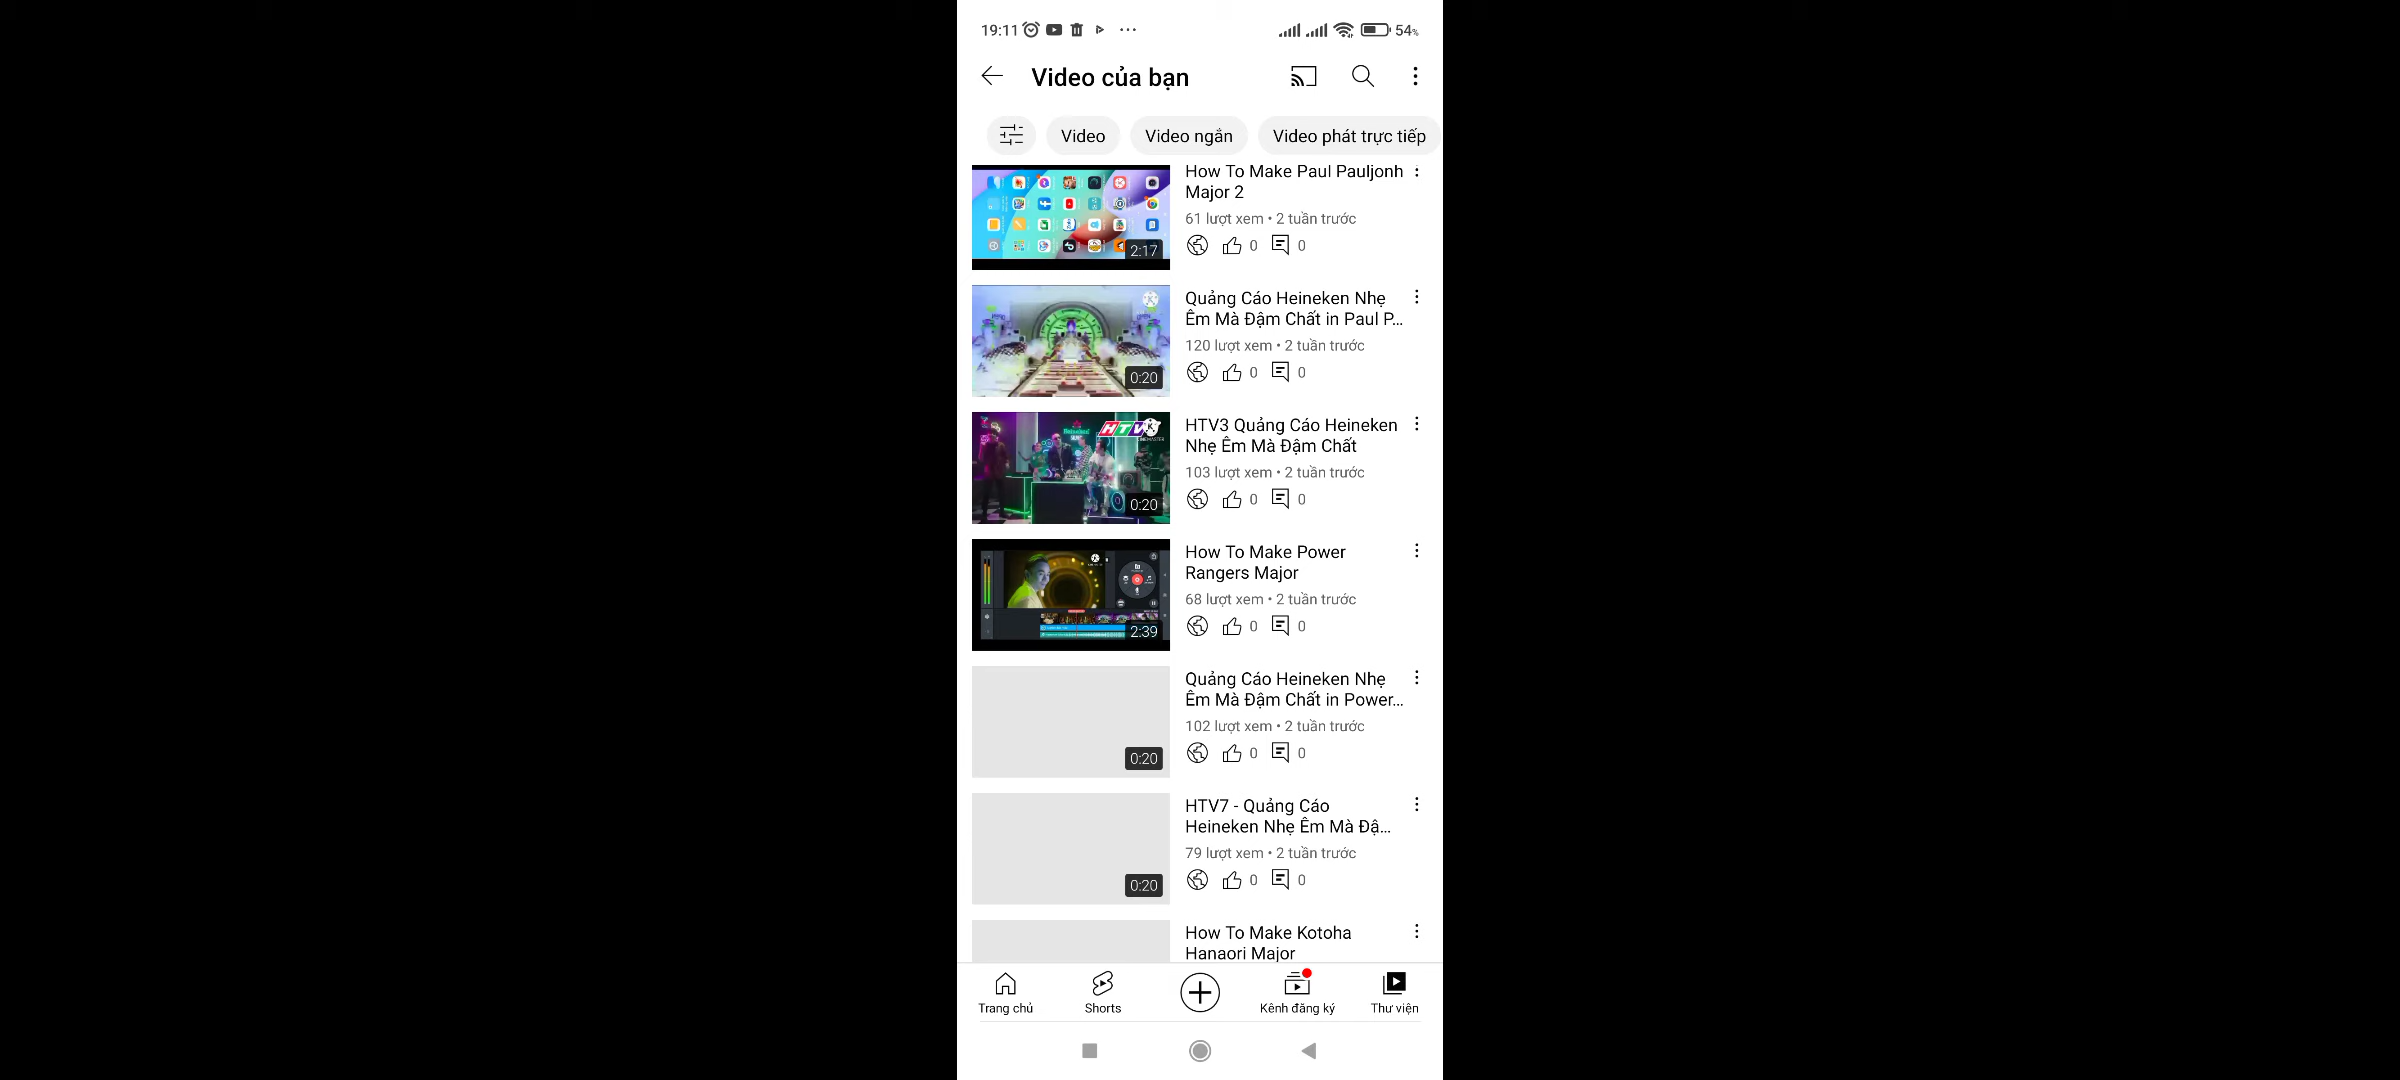 19:11
54%
Video của bạn
Video
Video ngắn
Video phát trực tiếp
How To Make Paul Pauljonh
Major 2
61 lượt xem • 2 tuần trước
0
0
2:17
Quảng Cáo Heineken Nhẹ
Êm Mà Đậm Chất in Paul P...
120 lượt xem • 2 tuần trước
0
0
0:20
HTV3 Quảng Cáo Heineken
Nhẹ Êm Mà Đậm Chất
103 lượt xem • 2 tuần trước
0
0
HTV3
0:20
How To Make Power
Rangers Major
68 lượt xem • 2 tuần trước
0
0
2:39
Quảng Cáo Heineken Nhẹ
Êm Mà Đậm Chất in Power...
102 lượt xem • 2 tuần trước
0
0
0:20
HTV7 - Quảng Cáo
Heineken Nhẹ Êm Mà Đậ...
79 lượt xem • 2 tuần trước
0
0
0:20
How To Make Kotoha
Hanaori Major
Trang chủ
Shorts
Kênh đăng ký
Thư viện